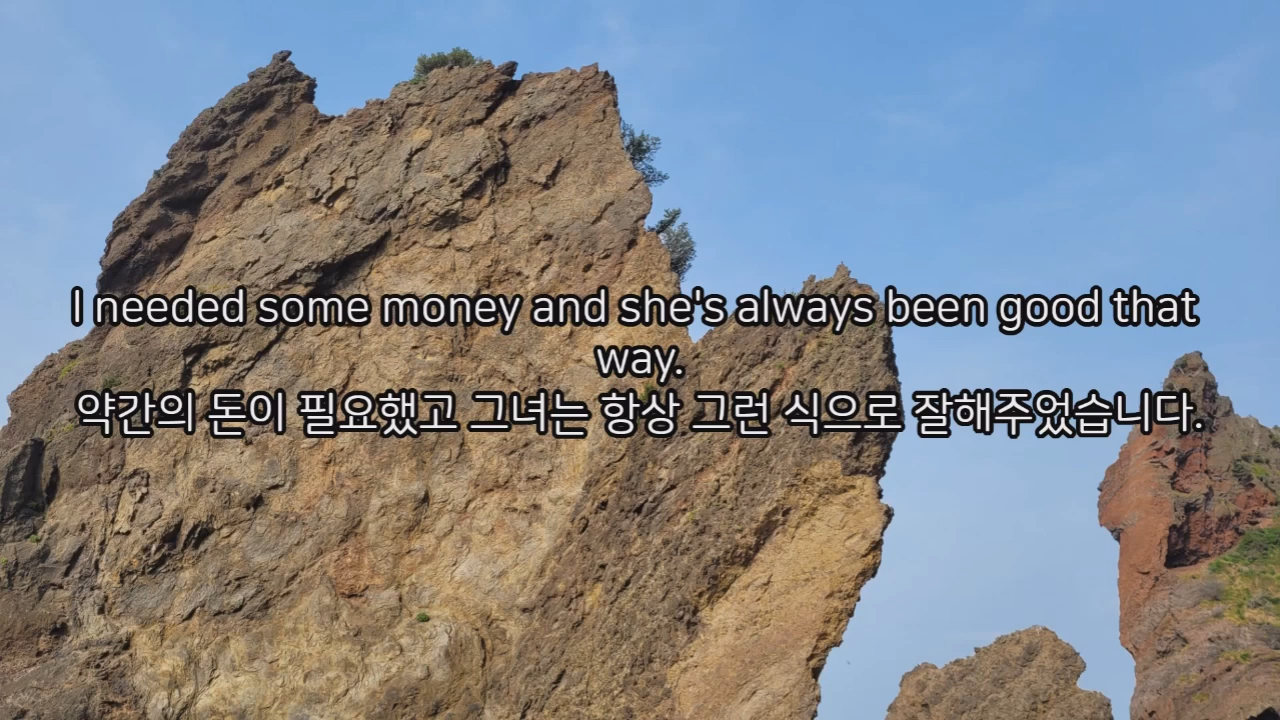 I needed some money and she's always been good that
way.
약간의 돈이 필요했고 그녀는 항상 그런 식으로 잘해주었습니다.